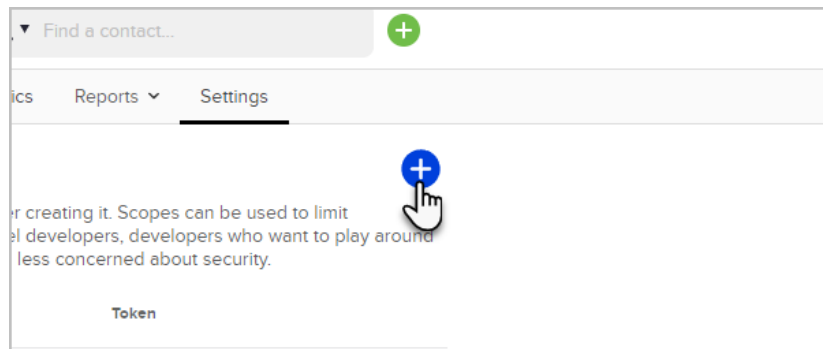 Find a contact...
ics Reports Settings
er creating it. Scopes can be used to limit
el developers, developers who want to play around
less concerned about security.
Token